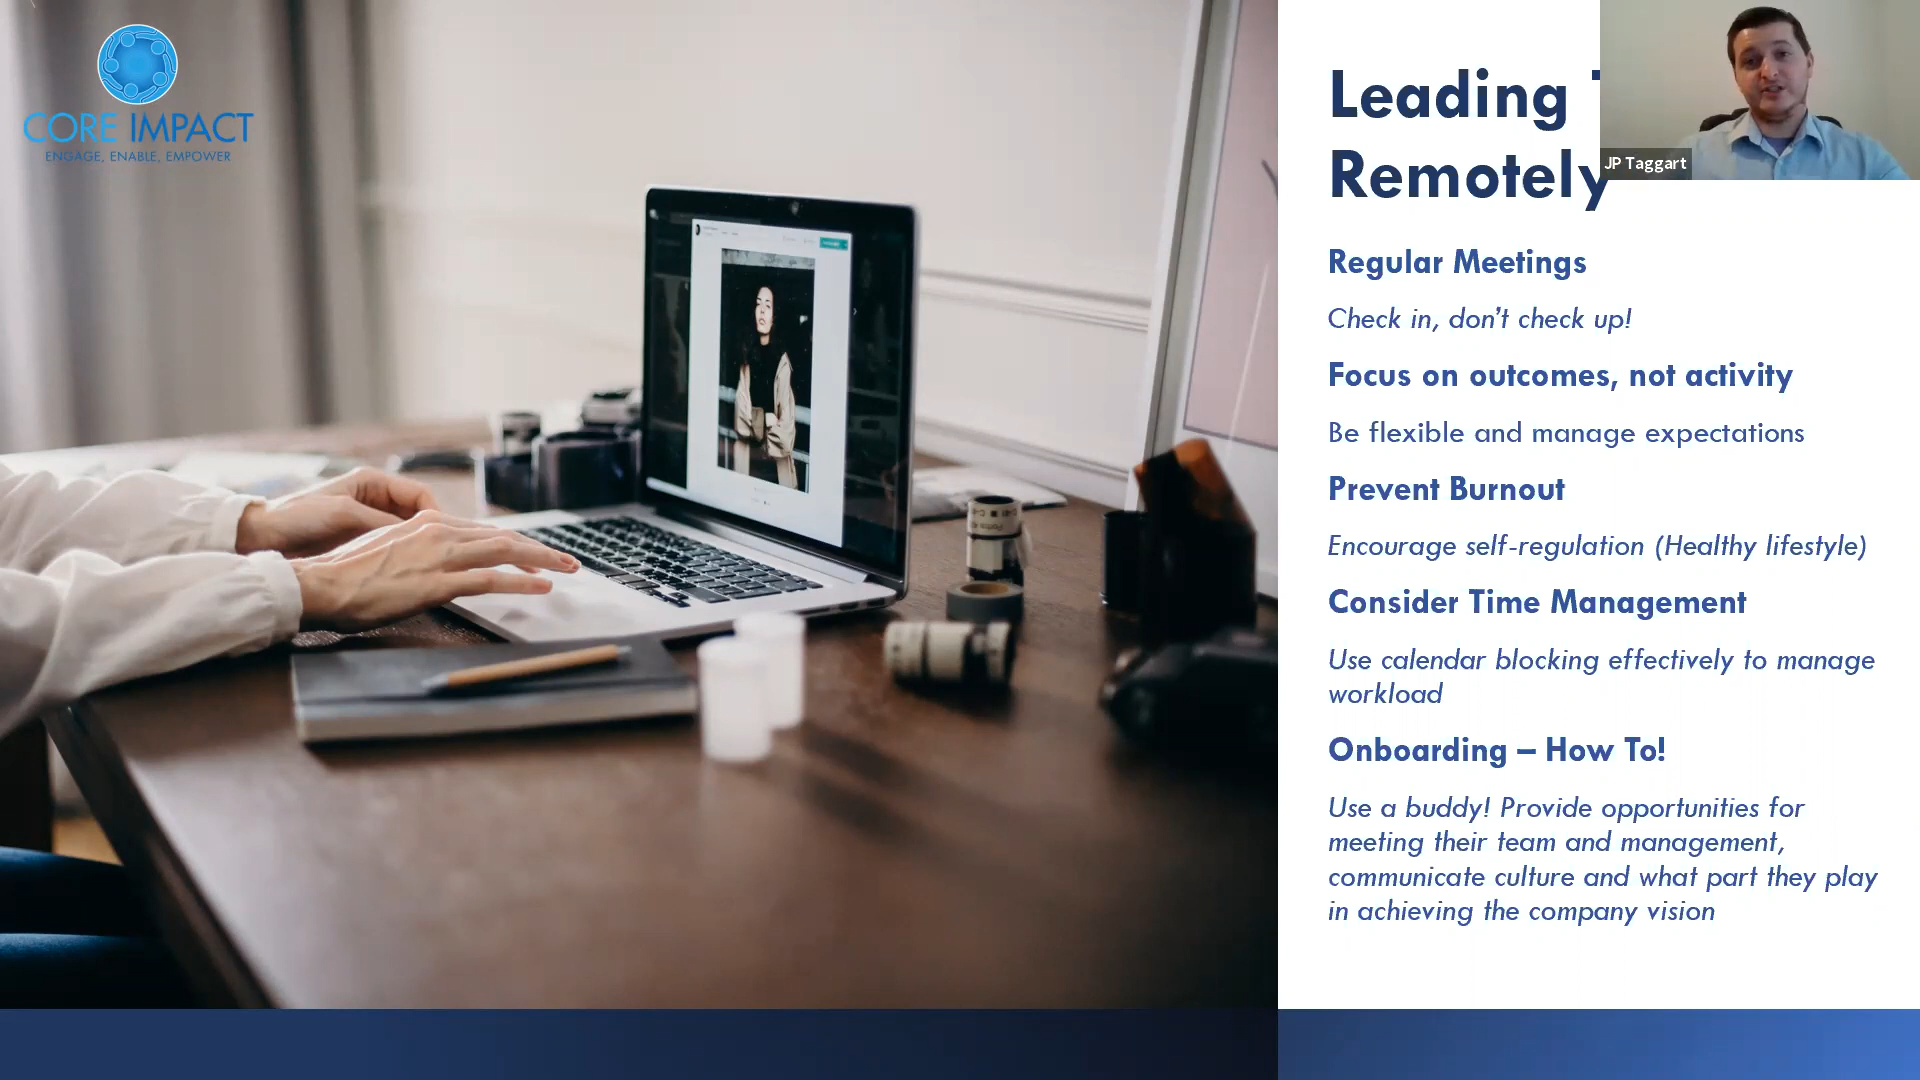 CORE IMPACT
ENGAGE, ENABLE, EMPOWER
Leading
Remotely
JP Taggart
Regular Meetings
Check in, don't check up!
Focus on outcomes, not activity
Be flexible and manage expectations
Prevent Burnout
Encourage self-regulation (Healthy lifestyle)
Consider Time Management
Use calendar blocking effectively to manage
workload
Onboarding – How To!
Use a buddy! Provide opportunities for
meeting their team and management,
communicate culture and what part they play
in achieving the company vision